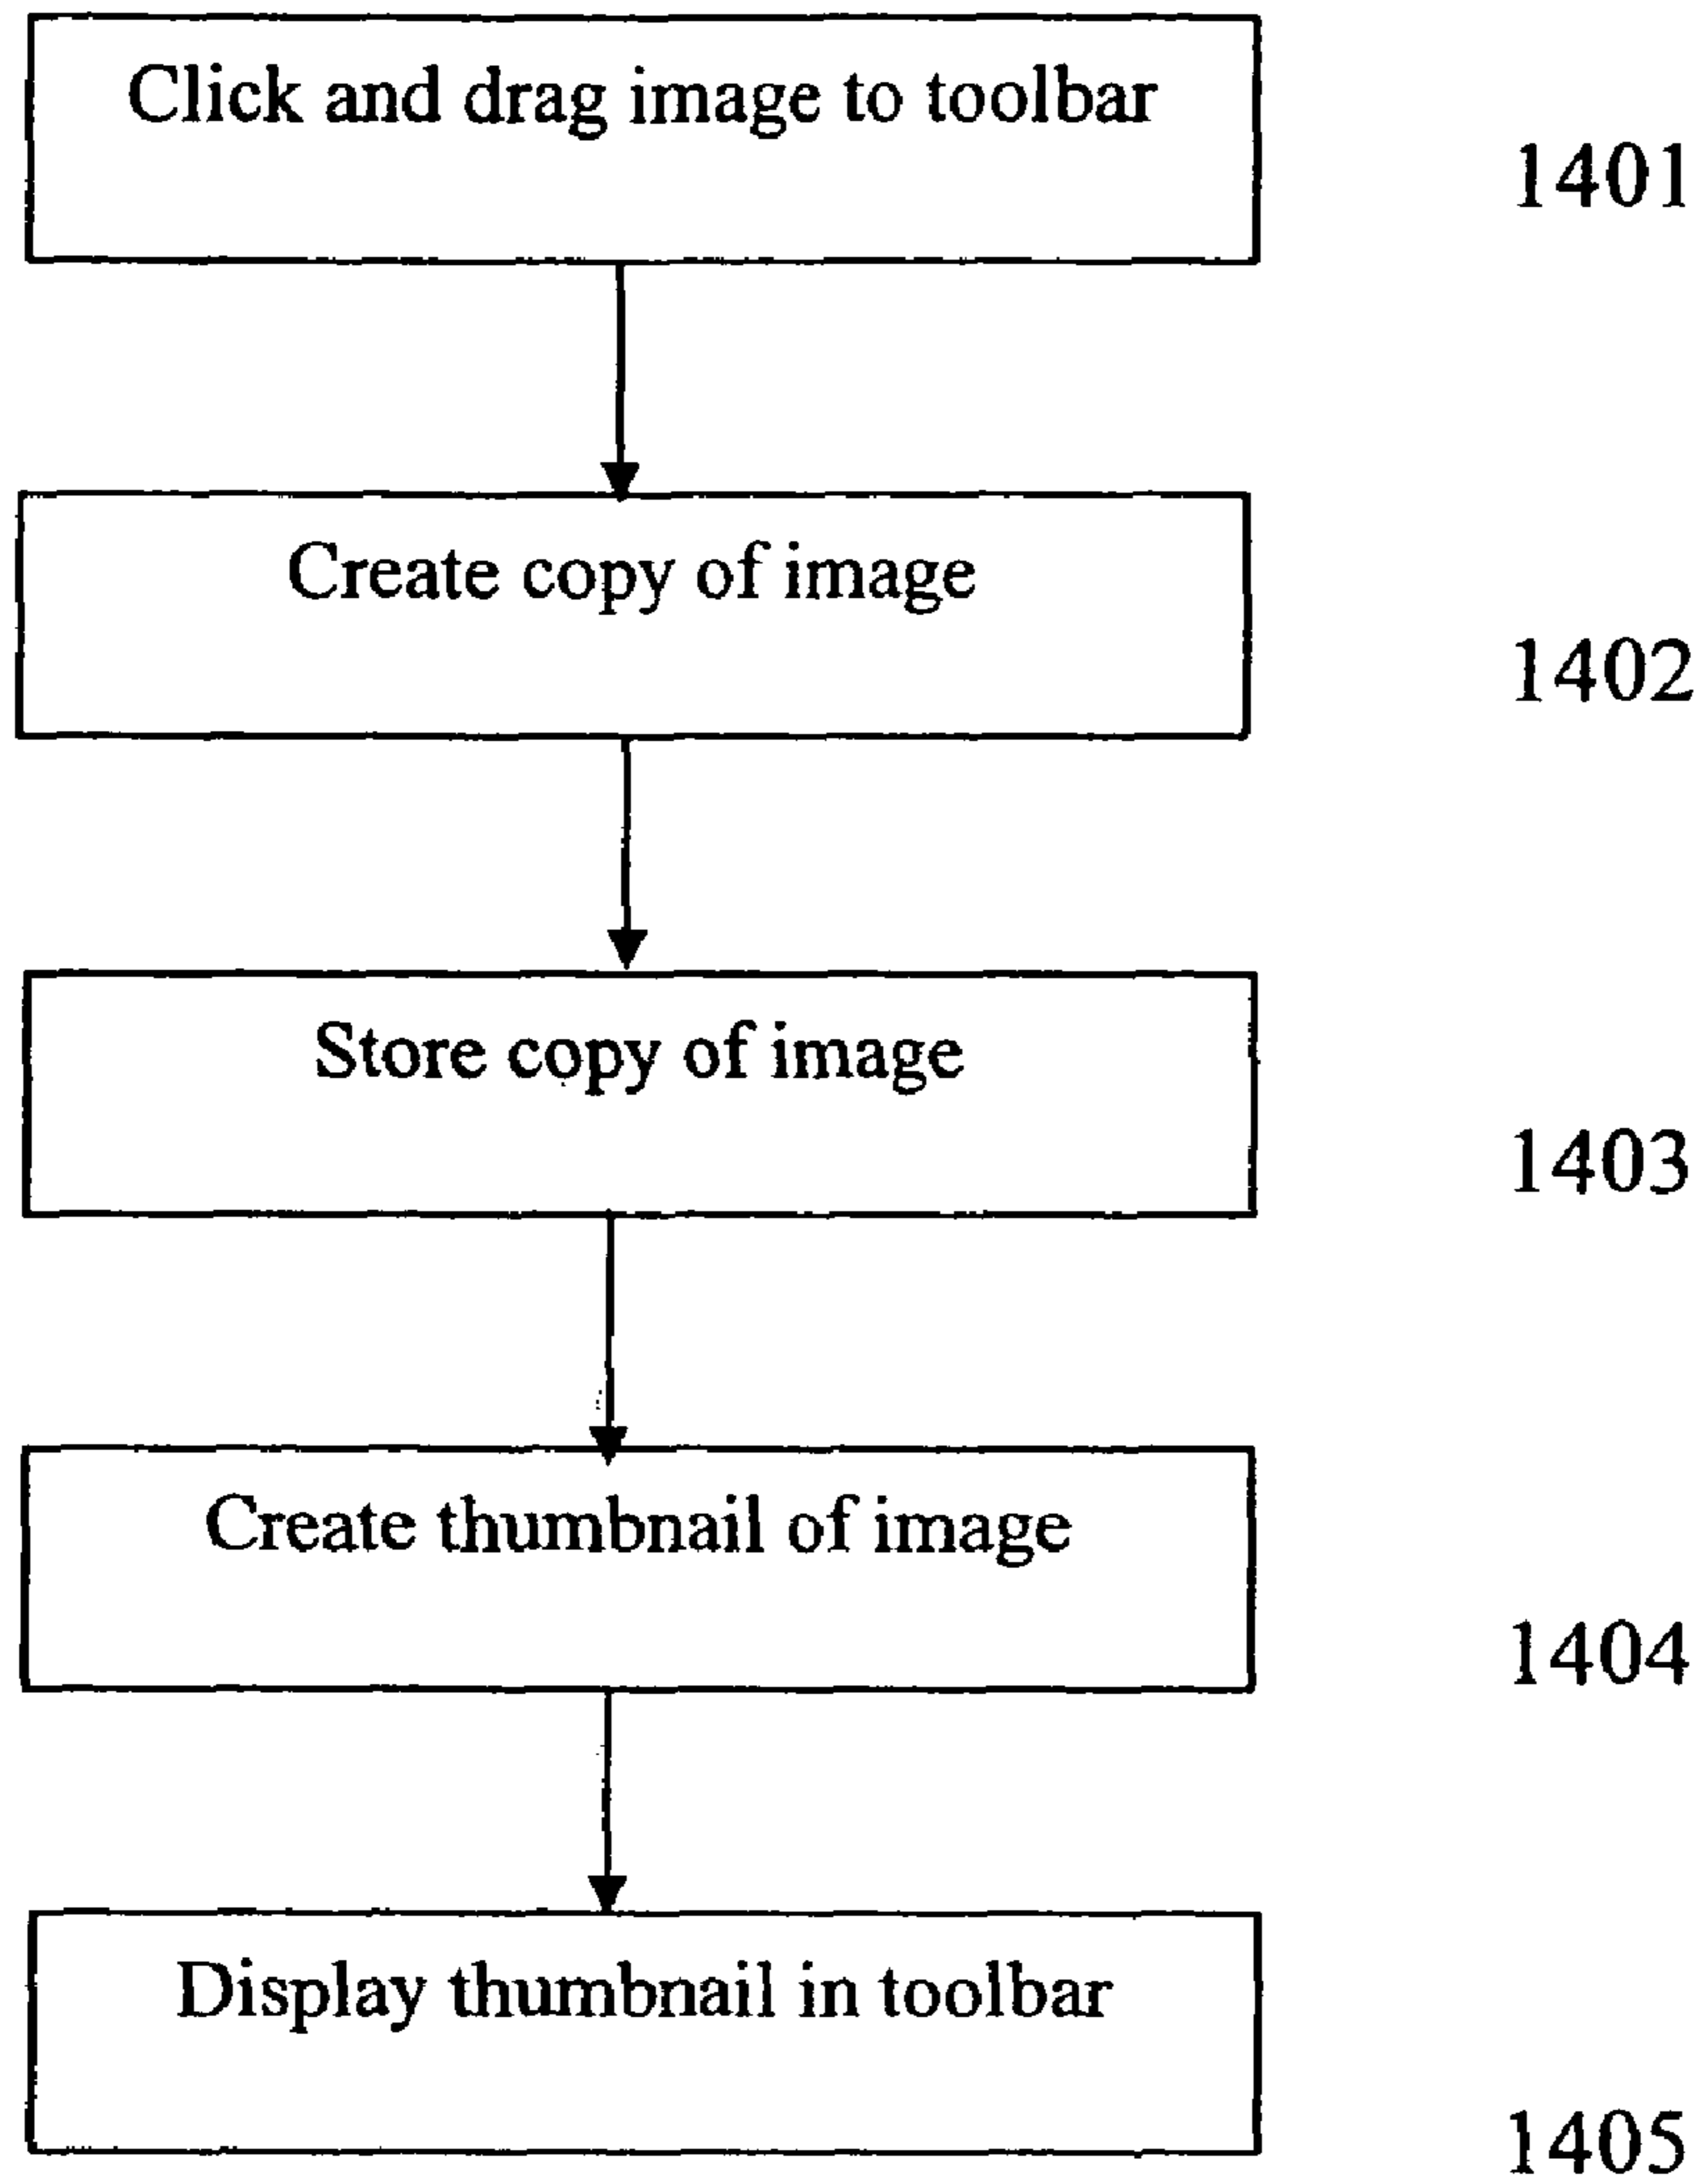 Click and drag image to toolbar
1401
Create copy of image
1402
Store copy of image
1403
Create thumbnail of image
1404
Display thumbnail in toolbar
1405